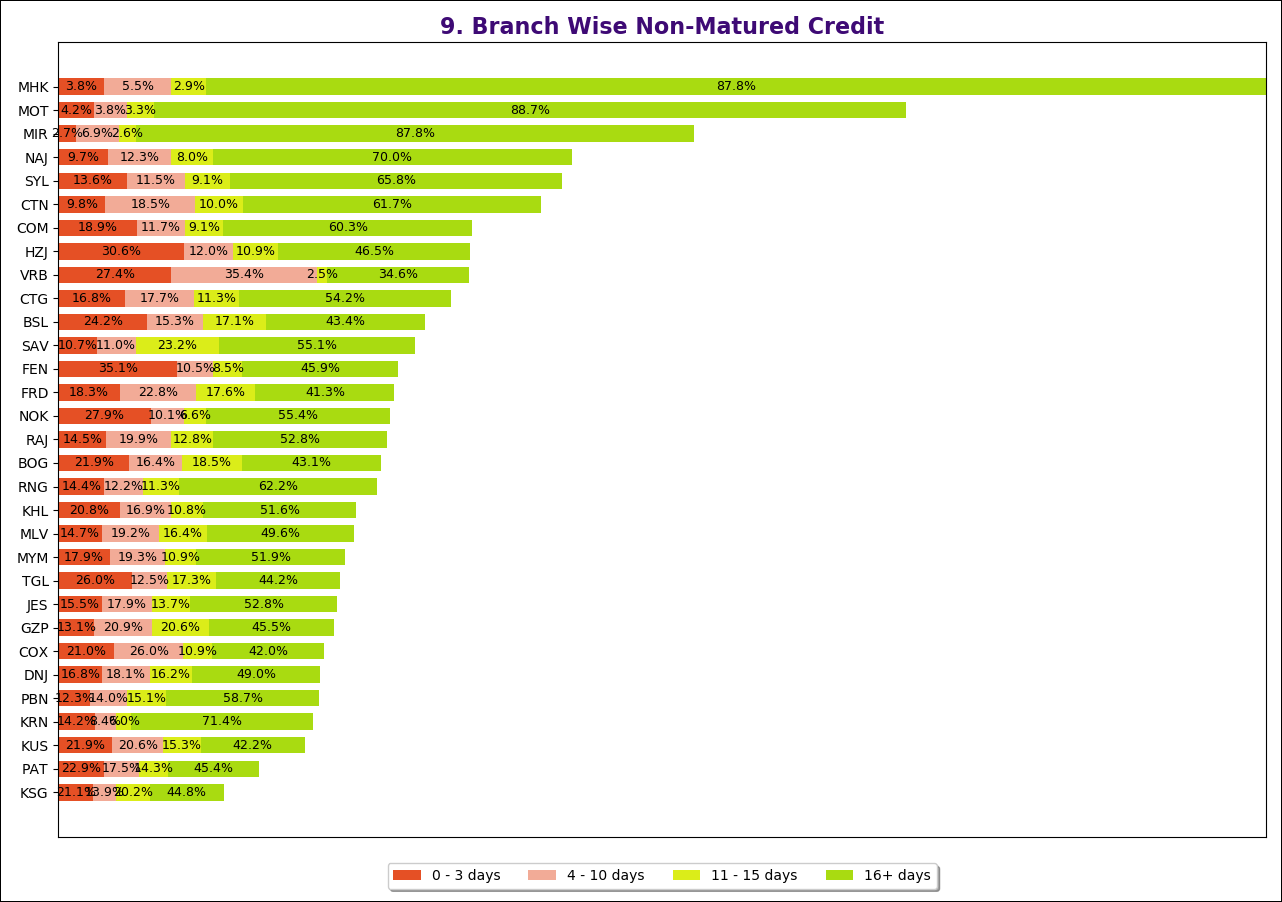 9. Branch Wise Non-Matured Credit
MHK 3.8% 5.5% 2.9% 87.8%
MOT 4.2% 3.8% 3.3% 88.7%
MIR 2.7% 6.9% 2.6% 87.8%
NAJ 9.7% 12.3% 8.0% 70.0%
SYL 13.6% 11.5% 9.1% 65.8%
CTN 9.8% 18.5% 10.0% 61.7%
COM 18.9% 11.7% 9.1% 60.3%
HZJ 30.6% 12.0% 10.9% 46.5%
VRB 27.4% 35.4% 2.5% 34.6%
CTG 16.8% 17.7% 11.3% 54.2%
BSL 24.2% 15.3% 17.1% 43.4%
SAV 10.7% 11.0% 23.2% 55.1%
FEN 35.1% 10.5% 8.5% 45.9%
FRD 18.3% 22.8% 17.6% 41.3%
NOK 27.9% 10.1% 6.6% 55.4%
RAJ 14.5% 19.9% 12.8% 52.8%
BOG 21.9% 16.4% 18.5% 43.1%
RNG 14.4% 12.2% 11.3% 62.2%
KHL 20.8% 16.9% 10.8% 51.6%
MLV 14.7% 19.2% 16.4% 49.6%
MYM 17.9% 19.3% 10.9% 51.9%
TGL 26.0% 12.5% 17.3% 44.2%
JES 15.5% 17.9% 13.7% 52.8%
GZP 13.1% 20.9% 20.6% 45.5%
COX 21.0% 26.0% 10.9% 42.0%
DNJ 16.8% 18.1% 16.2% 49.0%
PBN 12.3% 14.0% 15.1% 58.7%
KRN 14.2% 8.4% 6.0% 71.4%
KUS 21.9% 20.6% 15.3% 42.2%
PAT 22.9% 17.5% 14.3% 45.4%
KSG 21.1% 13.9% 20.2% 44.8%
0 - 3 days 4 - 10 days 11 - 15 days 16+ days